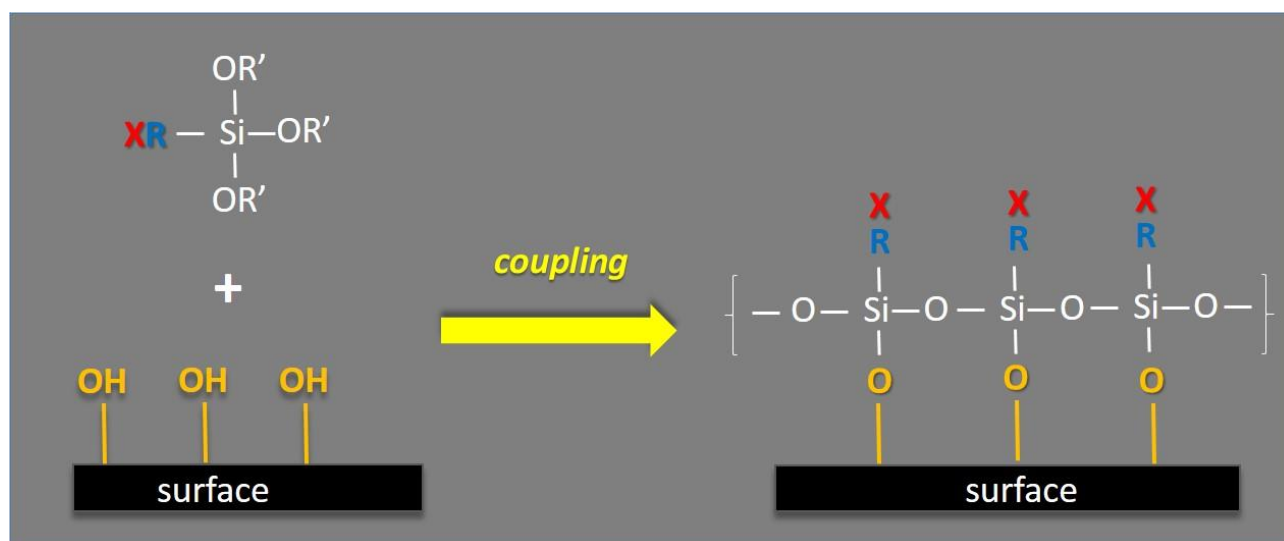 OR’
XR — Si—OR’
OR’
+
OH OH OH
surface
coupling
X X X
R R R
— O— Si—O — Si—O— Si—O—
O O O
surface